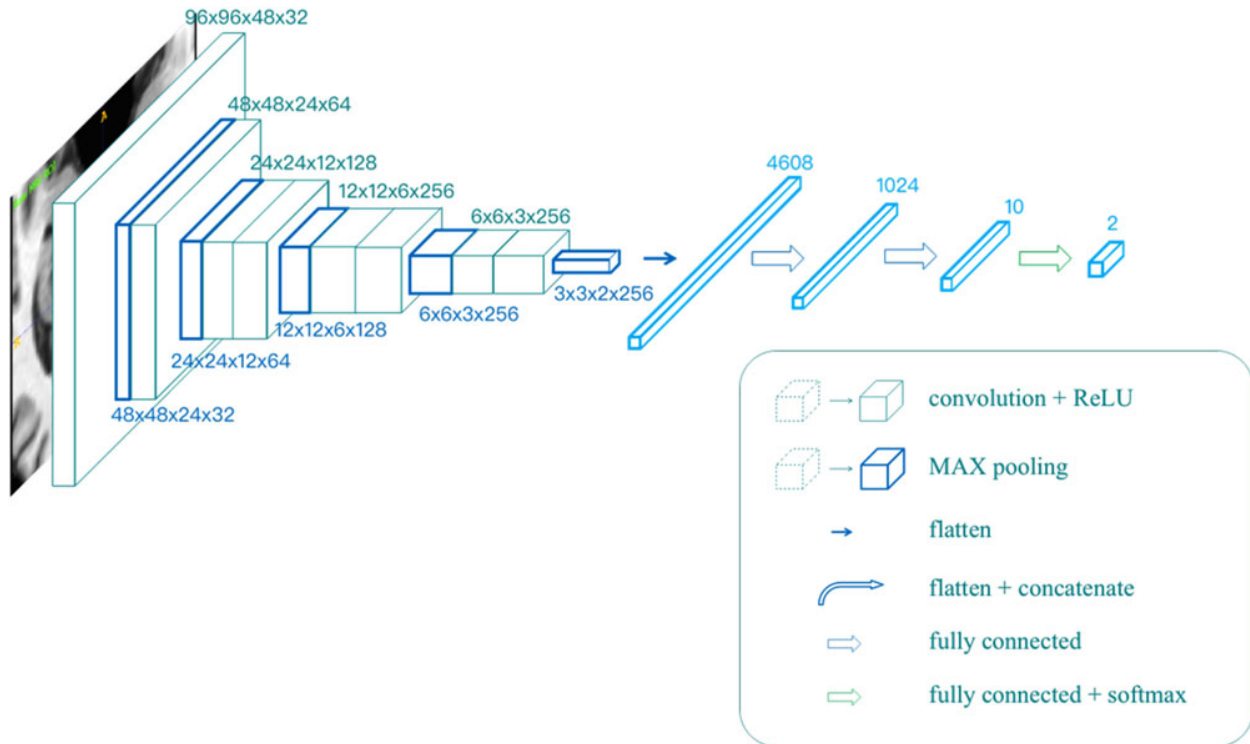 96x96x48x32
48x48x24x64
24x24x12x128
12x12x6x256
6x6x3x256
3x3x2x256
6x6x3x256
12x12x6x128
24x24x12x64
48x48x24x32
4608
1024
10
2
A
convolution + ReLU
MAX pooling
flatten
flatten + concatenate
fully connected
fully connected + softmax